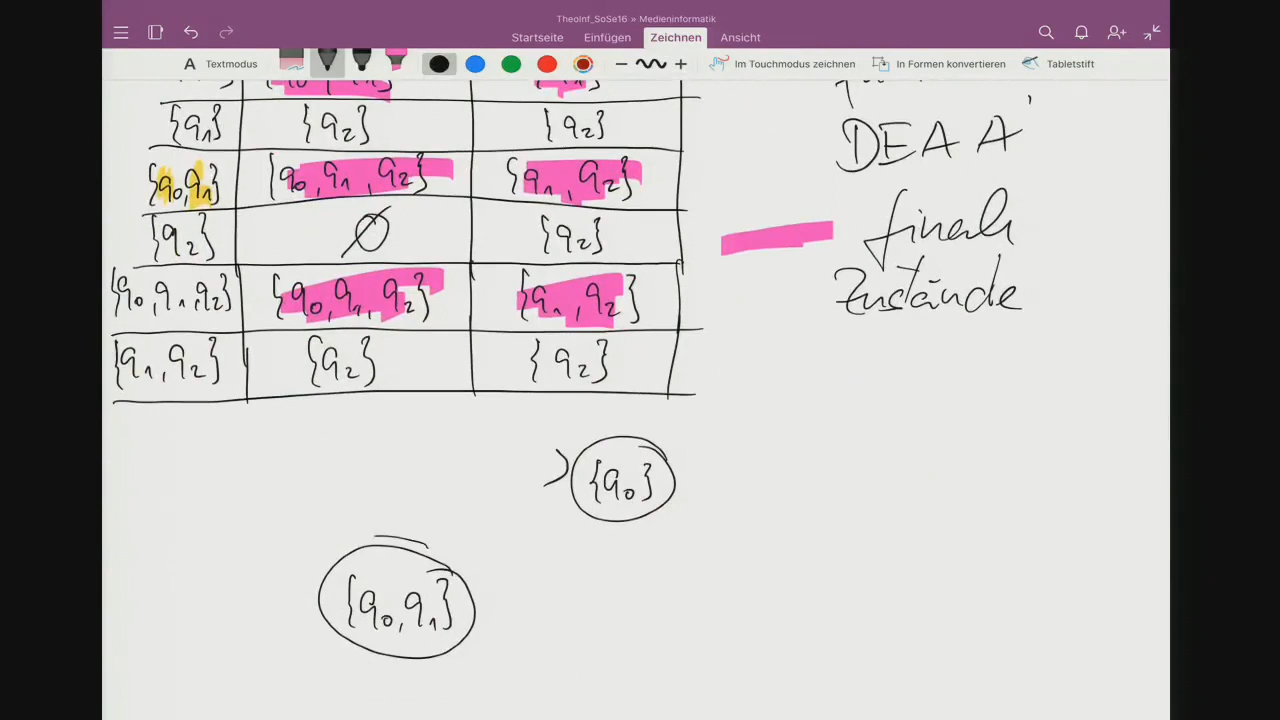 TheoInf_SoSe16 » Medieninformatik
Startseite Einfügen Zeichnen Ansicht
A Textmodus Im Touchmodus zeichnen In Formen konvertieren Tabletstift
{q₁} {q₂} {q₂}
{q₀,q₁} {q₀,q₁,q₂} {q₁,q₂}
{q₂} ∅ {q₂}
{q₀,q₁,q₂} {q₀,q₁,q₂} {q₁,q₂}
{q₁,q₂} {q₂} {q₂}
DEA A
finale
Zustände
{q₀}
{q₀,q₁}